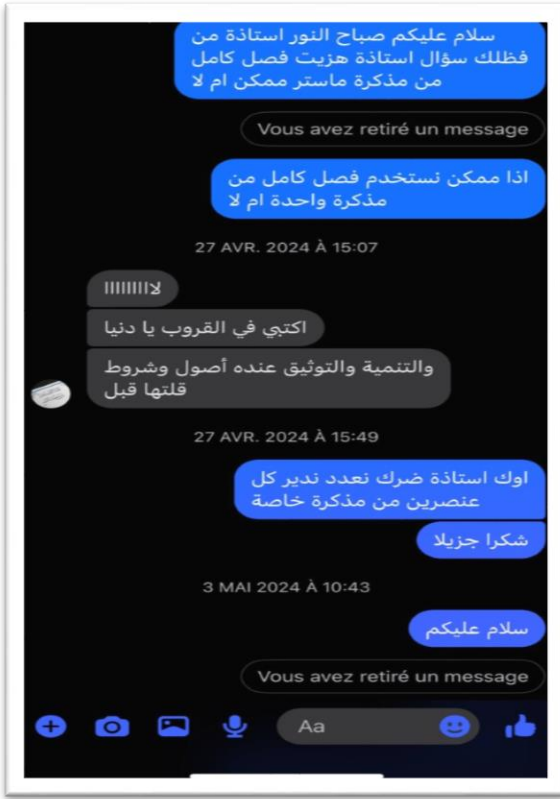 سلام عليكم صباح النور استاذة من
فظلك سؤال استاذة هزيت فصل كامل
من مذكرة ماستر ممكن ام لا
Vous avez retiré un message
اذا ممكن نستخدم فصل كامل من
مذكرة واحدة ام لا
27 AVR. 2024 À 15:07
لااااااااا
اكتبي في القروب يا دنيا
والتنمية والتوثيق عنده أصول وشروط
قلتها قبل
27 AVR. 2024 À 15:49
اوك استاذة ضرك نعدد ندير كل
عنصرين من مذكرة خاصة
شكرا جزيلا
3 MAI 2024 À 10:43
سلام عليكم
Vous avez retiré un message
Aa